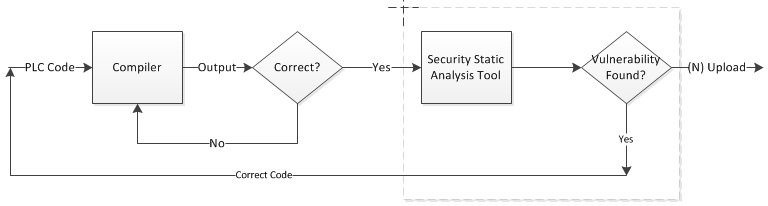 PLC Code
Compiler
Output
Correct?
Yes
Security Static
Analysis Tool
Vulnerability
Found?
(N) Upload
No
Yes
Correct Code